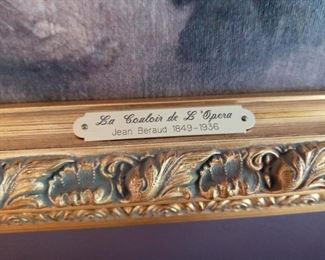 La Couloir de L'Opera
Jean Beraud 1849-1936